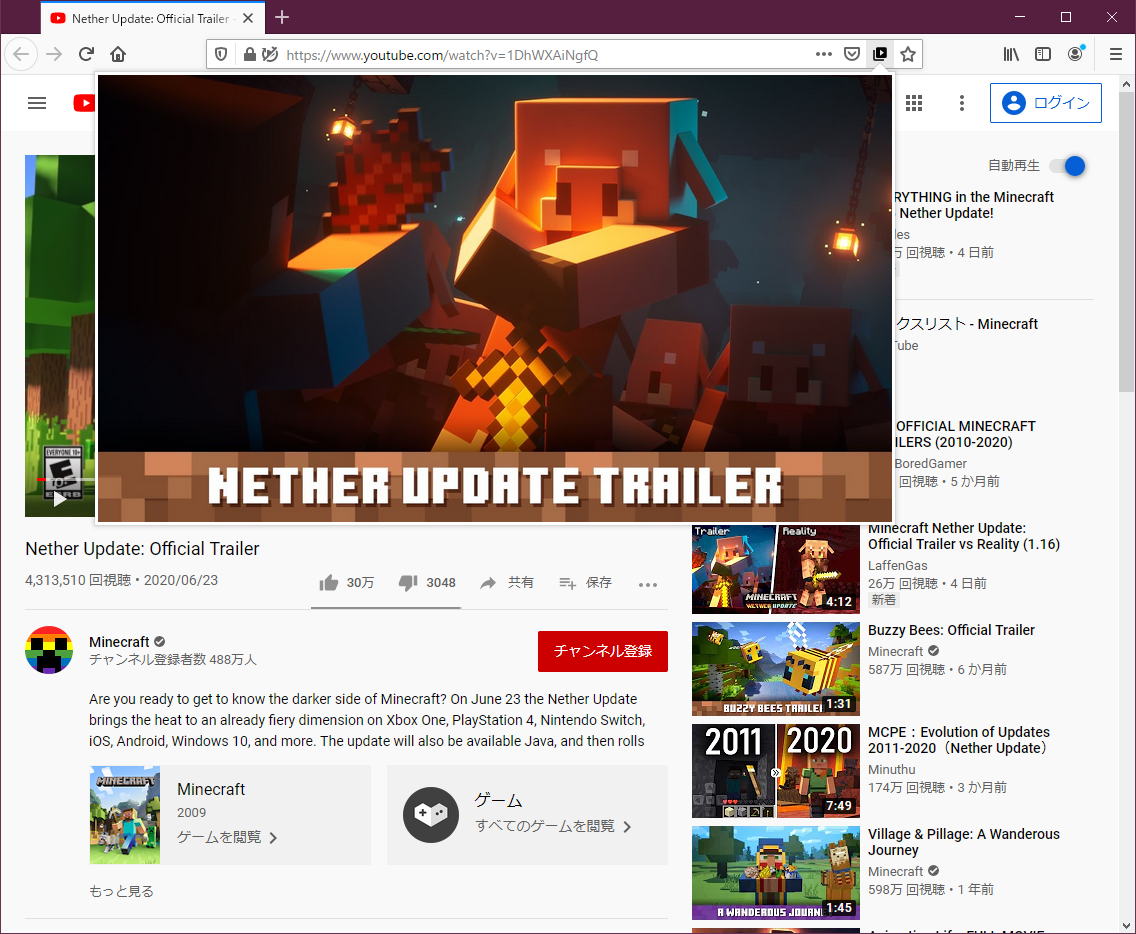 Nether Update: Official Trailer
https://www.youtube.com/watch?v=1DhWXAiNgfQ
ログイン
自動再生
NETHER UPDATE TRAILER
EVERYONE 10+
ESRB
Nether Update: Official Trailer
4,313,510 回視聴・2020/06/23
30万
3048
共有
保存
Minecraft
チャンネル登録者数 488万人
チャンネル登録
Are you ready to get to know the darker side of Minecraft? On June 23 the Nether Update
brings the heat to an already fiery dimension on Xbox One, PlayStation 4, Nintendo Switch,
iOS, Android, Windows 10, and more. The update will also be available Java, and then rolls
MINECRAFT
Minecraft
2009
ゲームを閲覧
ゲーム
すべてのゲームを閲覧
もっと見る
in the Minecraft
Nether Update!
回視聴・4 日前
クスリスト - Minecraft
OFFICIAL MINECRAFT
(2010-2020)
BoredGamer
回視聴・5 か月前
Trailer
Reality
MINECRAFT
NETHER UPDATE
4:12
Minecraft Nether Update:
Official Trailer vs Reality (1.16)
LaffenGas
26万 回視聴・4 日前
新着
BUZZY BEES TRAILER
1:31
Buzzy Bees: Official Trailer
Minecraft
587万 回視聴・6 か月前
2011
2020
7:49
MCPE：Evolution of Updates
2011-2020（Nether Update）
Minuthu
174万 回視聴・3 か月前
A WANDEROUS
1:45
Village & Pillage: A Wanderous
Journey
Minecraft
598万 回視聴・1 年前